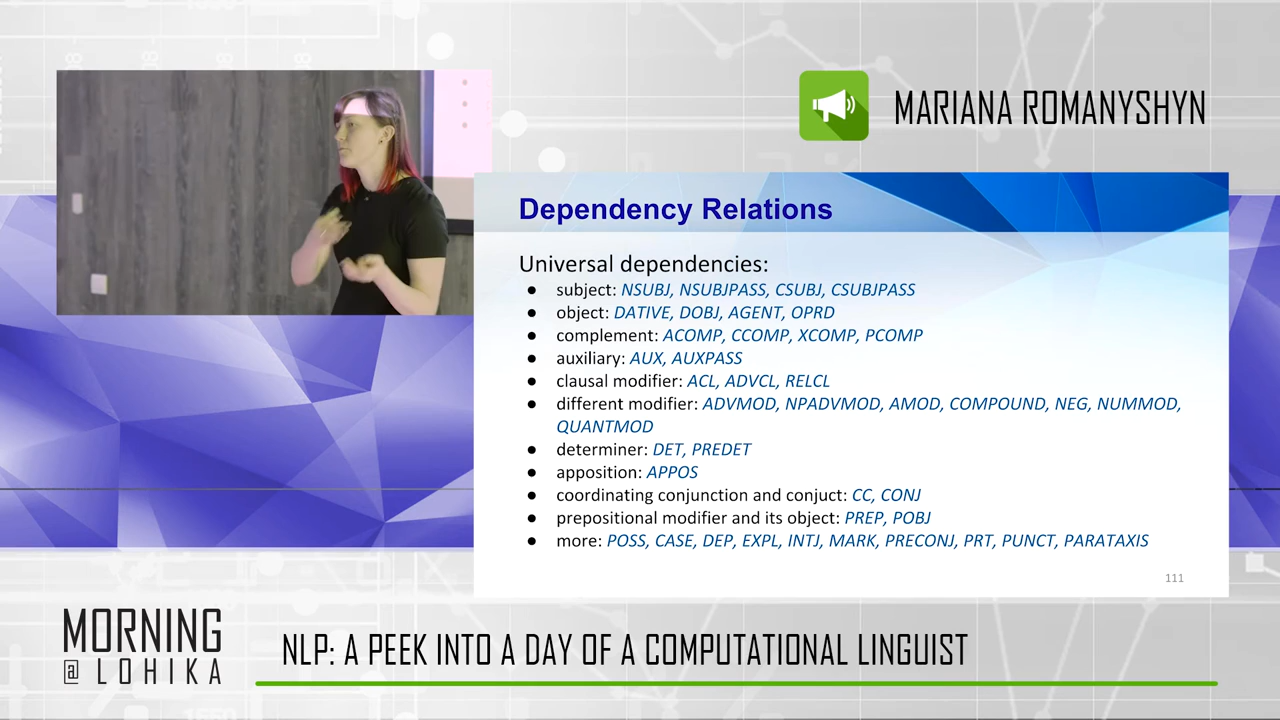 MARIANA ROMANYSHYN
Dependency Relations
Universal dependencies:
● subject: NSUBJ, NSUBJPASS, CSUBJ, CSUBJPASS
● object: DATIVE, DOBJ, AGENT, OPRD
● complement: ACOMP, CCOMP, XCOMP, PCOMP
● auxiliary: AUX, AUXPASS
● clausal modifier: ACL, ADVCL, RELCL
● different modifier: ADVMOD, NPADVMOD, AMOD, COMPOUND, NEG, NUMMOD,
QUANTMOD
● determiner: DET, PREDET
● apposition: APPOS
● coordinating conjunction and conjuct: CC, CONJ
● prepositional modifier and its object: PREP, POBJ
● more: POSS, CASE, DEP, EXPL, INTJ, MARK, PRECONJ, PRT, PUNCT, PARATAXIS
111
MORNING
@ LOHIKA
NLP: A PEEK INTO A DAY OF A COMPUTATIONAL LINGUIST